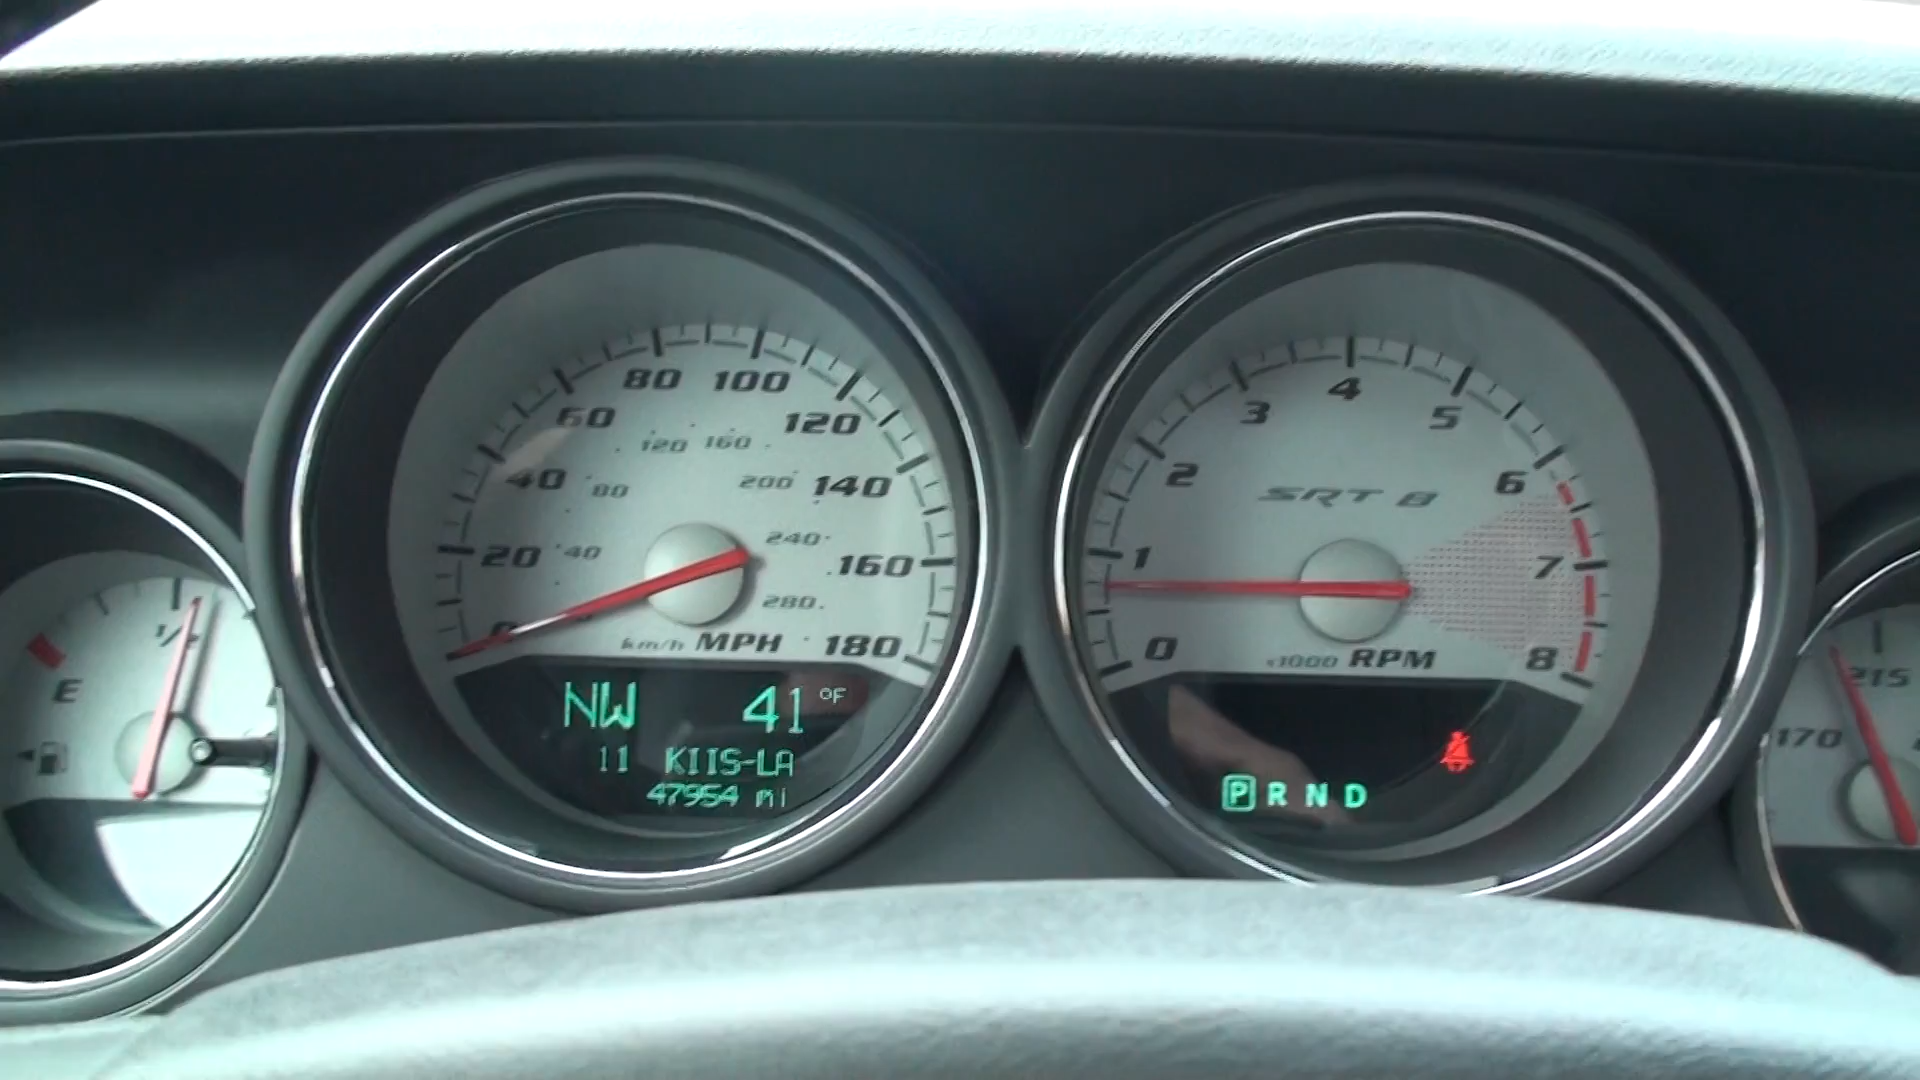 80 100
60 120
120 160
40 80 200 140
20 40 240 160
280
0 km/h MPH 180
NW 41 °F
11 KIIS-LA
47954 mi
4
3 5
2 SRT 8 6
1 7
0 x1000 RPM 8
P R N D
1/2
E
215
170